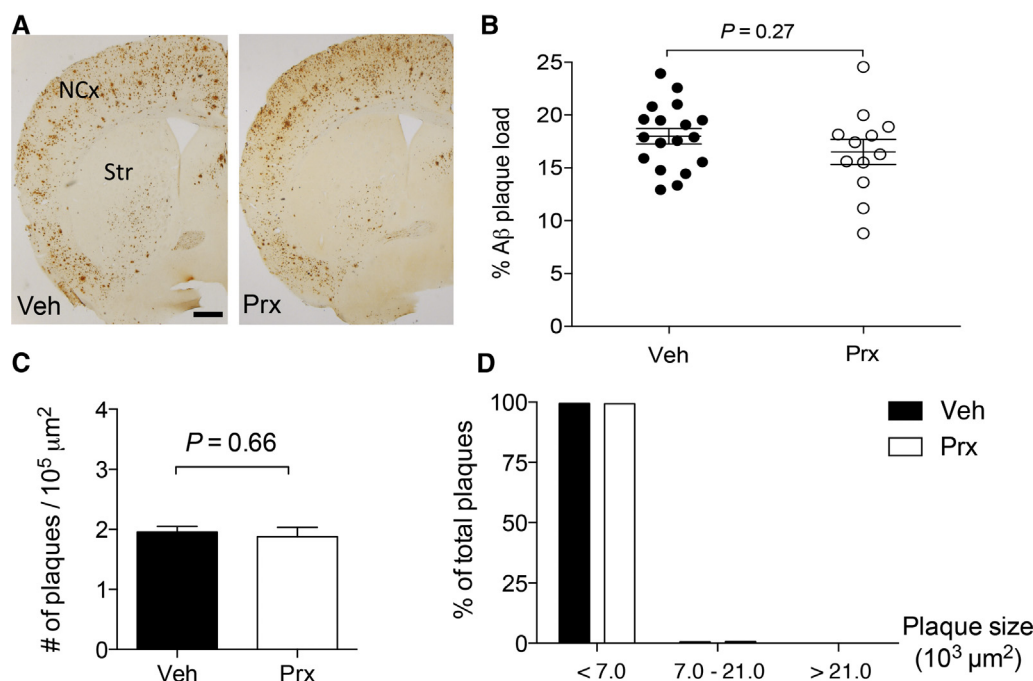 A
NCx
Str
Veh
Prx
B
P = 0.27
% Aβ plaque load
25
20
15
10
5
0
Veh
Prx
C
# of plaques / 10⁵ µm²
4
3
2
1
0
P = 0.66
Veh
Prx
D
% of total plaques
100
75
50
25
0
Veh
Prx
< 7.0
7.0 - 21.0
> 21.0
Plaque size
(10³ µm²)